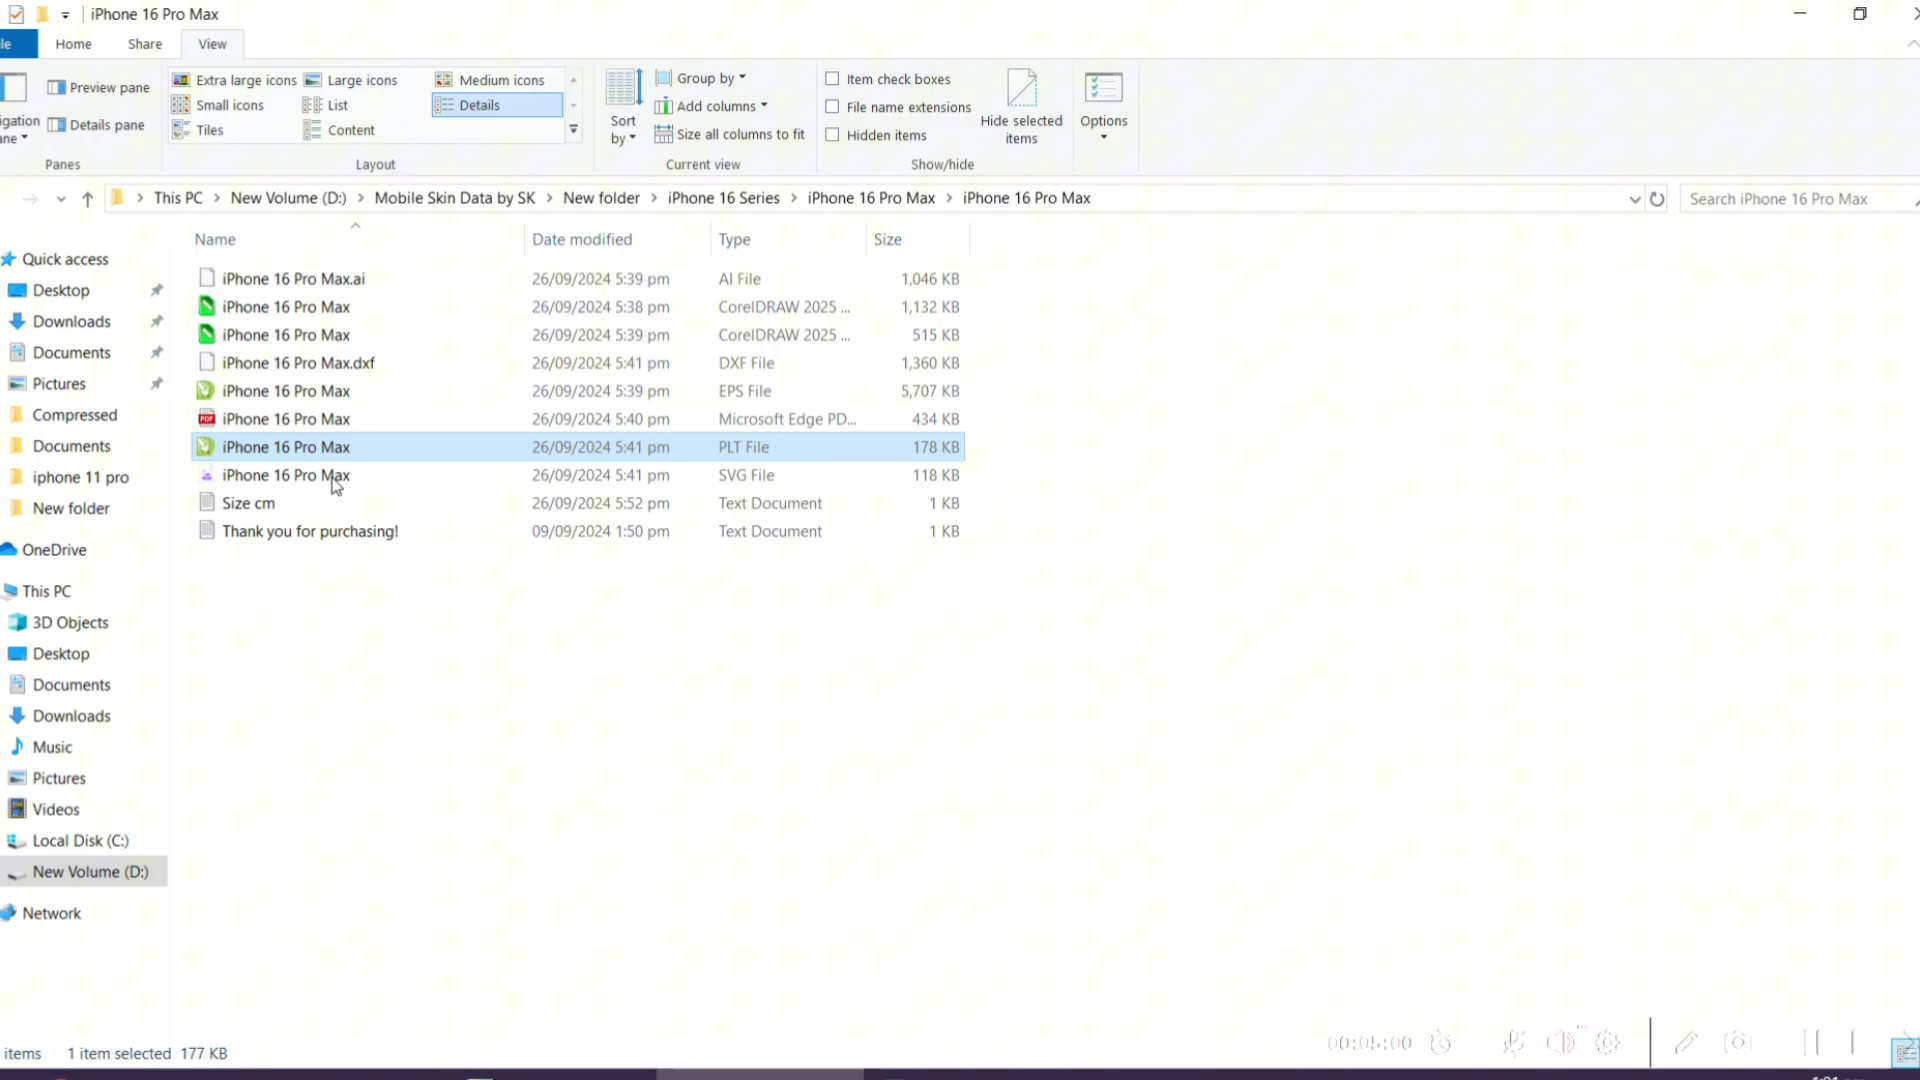 iPhone 16 Pro Max
le Home Share View
Preview pane
igation
ane
Details pane
Panes
Extra large icons Large icons Medium icons
Small icons List Details
Tiles Content
Layout
Sort
by
Group by
Add columns
Size all columns to fit
Current view
Item check boxes
File name extensions
Hidden items
Hide selected
items
Show/hide
Options
This PC > New Volume (D:) > Mobile Skin Data by SK > New folder > iPhone 16 Series > iPhone 16 Pro Max > iPhone 16 Pro Max
Search iPhone 16 Pro Max
Quick access
Desktop
Downloads
Documents
Pictures
Compressed
Documents
iphone 11 pro
New folder
OneDrive
This PC
3D Objects
Desktop
Documents
Downloads
Music
Pictures
Videos
Local Disk (C:)
New Volume (D:)
Network
Name Date modified Type Size
iPhone 16 Pro Max.ai 26/09/2024 5:39 pm AI File 1,046 KB
iPhone 16 Pro Max 26/09/2024 5:38 pm CorelDRAW 2025 ... 1,132 KB
iPhone 16 Pro Max 26/09/2024 5:39 pm CorelDRAW 2025 ... 515 KB
iPhone 16 Pro Max.dxf 26/09/2024 5:41 pm DXF File 1,360 KB
iPhone 16 Pro Max 26/09/2024 5:39 pm EPS File 5,707 KB
iPhone 16 Pro Max 26/09/2024 5:40 pm Microsoft Edge PD... 434 KB
iPhone 16 Pro Max 26/09/2024 5:41 pm PLT File 178 KB
iPhone 16 Pro Max 26/09/2024 5:41 pm SVG File 118 KB
Size cm 26/09/2024 5:52 pm Text Document 1 KB
Thank you for purchasing! 09/09/2024 1:50 pm Text Document 1 KB
00:05:00
items 1 item selected 177 KB